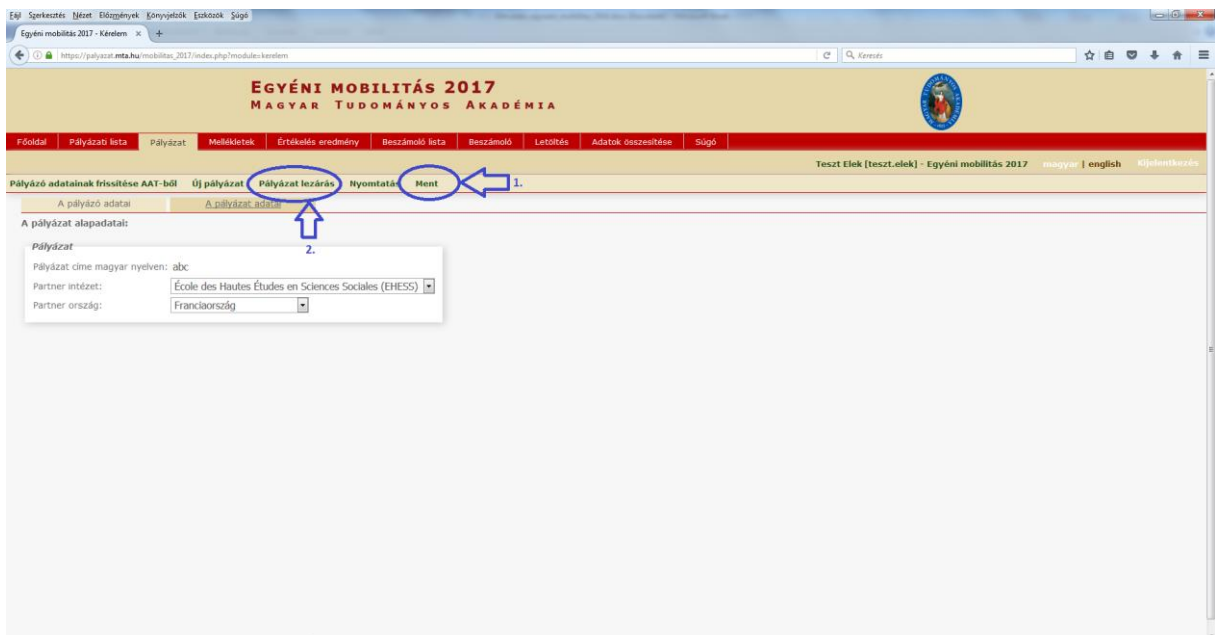 Fájl Szerkesztés Nézet Előzmények Könyvjelzők Eszközök Súgó
Egyéni mobilitás 2017 - Kérelem × +
https://palyazat.mta.hu/mobilitas_2017/index.php?module=kerelem Keresés
EGYÉNI MOBILITÁS 2017
MAGYAR TUDOMÁNYOS AKADÉMIA
Főoldal Pályázati lista Pályázat Mellékletek Értékelés eredmény Beszámoló lista Beszámoló Letöltés Adatok összesítése Súgó
Teszt Elek [teszt.elek] - Egyéni mobilitás 2017 magyar | english Kijelentkezés
Pályázó adatainak frissítése AAT-ből Új pályázat Pályázat lezárás Nyomtatás Ment 1.
A pályázó adatai A pályázat adatai
A pályázat alapadatai:
2.
Pályázat
Pályázat címe magyar nyelven: abc
Partner intézet: École des Hautes Études en Sciences Sociales (EHESS)
Partner ország: Franciaország